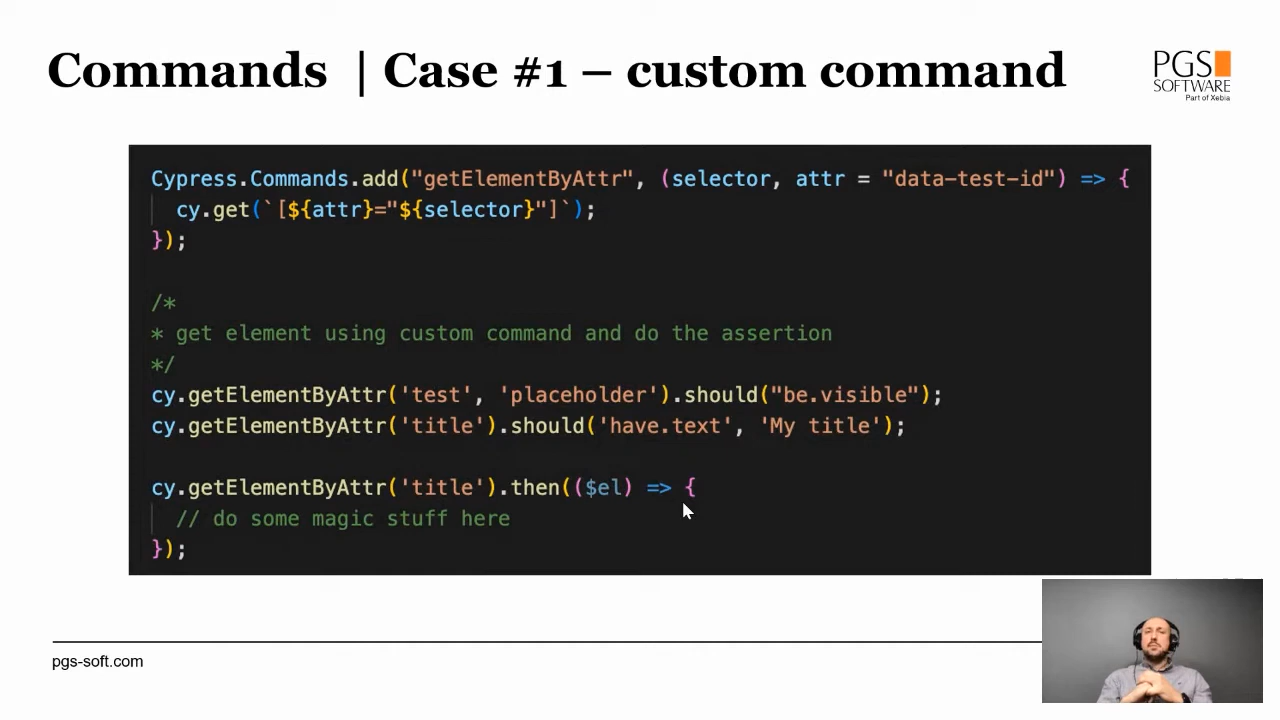 Commands | Case #1 – custom command
PGS
SOFTWARE
Part of Xebia
Cypress.Commands.add("getElementByAttr", (selector, attr = "data-test-id") => {
  cy.get(`[${attr}="${selector}"]`);
});
/*
* get element using custom command and do the assertion
*/
cy.getElementByAttr('test', 'placeholder').should("be.visible");
cy.getElementByAttr('title').should('have.text', 'My title');
cy.getElementByAttr('title').then(($el) => {
  // do some magic stuff here
});
pgs-soft.com